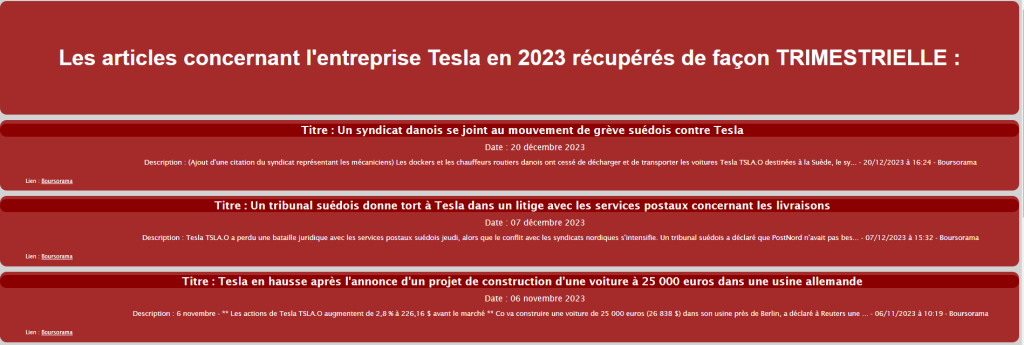 Les articles concernant l'entreprise Tesla en 2023 récupérés de façon TRIMESTRIELLE :
Titre : Un syndicat danois se joint au mouvement de grève suédois contre Tesla
Date : 20 décembre 2023
Description : (Ajout d'une citation du syndicat représentant les mécaniciens) Les dockers et les chauffeurs routiers danois ont cessé de décharger et de transporter les voitures Tesla TSLA.O destinées à la Suède, le sy... - 20/12/2023 à 16:24 - Boursorama
Lien : Boursorama
Titre : Un tribunal suédois donne tort à Tesla dans un litige avec les services postaux concernant les livraisons
Date : 07 décembre 2023
Description : Tesla TSLA.O a perdu une bataille juridique avec les services postaux suédois jeudi, alors que le conflit avec les syndicats nordiques s'intensifie. Un tribunal suédois a déclaré que PostNord n'avait pas bes... - 07/12/2023 à 15:32 - Boursorama
Lien : Boursorama
Titre : Tesla en hausse après l'annonce d'un projet de construction d'une voiture à 25 000 euros dans une usine allemande
Date : 06 novembre 2023
Description : 6 novembre - ** Les actions de Tesla TSLA.O augmentent de 2,8 % à 226,16 $ avant le marché ** Co va construire une voiture de 25 000 euros (26 838 $) dans son usine près de Berlin, a déclaré à Reuters une ... - 06/11/2023 à 10:19 - Boursorama
Lien : Boursorama